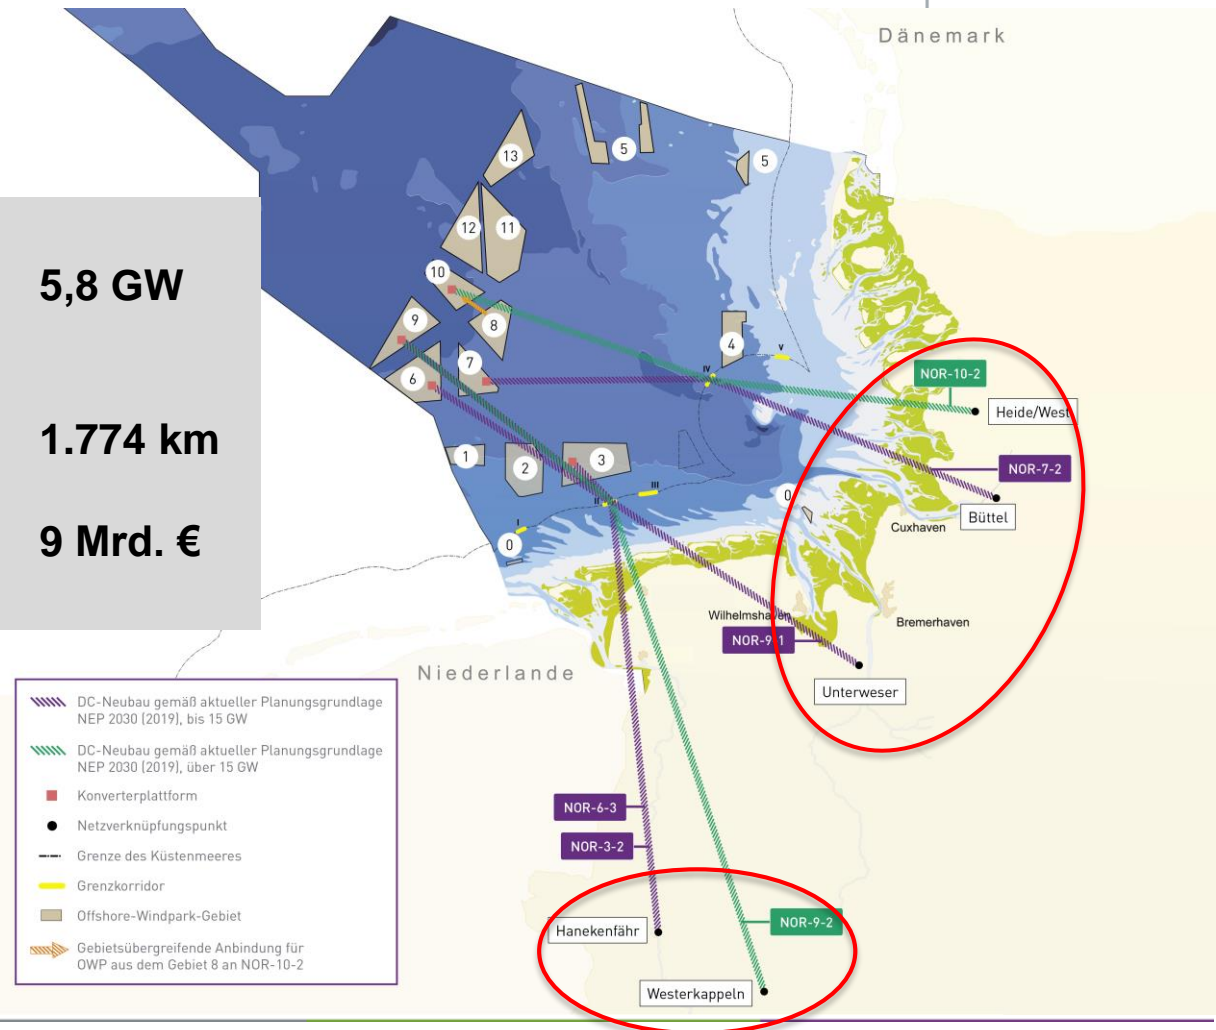 Dänemark
5
13
5
12
11
10
9
8
4
V
7
IV
6
NOR-10-2
Heide/West
1
2
3
NOR-7-2
III
II
0
I
Büttel
Cuxhaven
0
Wilhelmshaven
Bremerhaven
NOR-9-1
Unterweser
Niederlande
5,8 GW
1.774 km
9 Mrd. €
DC-Neubau gemäß aktueller Planungsgrundlage
NEP 2030 (2019), bis 15 GW
DC-Neubau gemäß aktueller Planungsgrundlage
NEP 2030 (2019), über 15 GW
Konverterplattform
Netzverknüpfungspunkt
Grenze des Küstenmeeres
Grenzkorridor
Offshore-Windpark-Gebiet
Gebietsübergreifende Anbindung für
OWP aus dem Gebiet 8 an NOR-10-2
NOR-6-3
NOR-3-2
Hanekenfähr
NOR-9-2
Westerkappeln